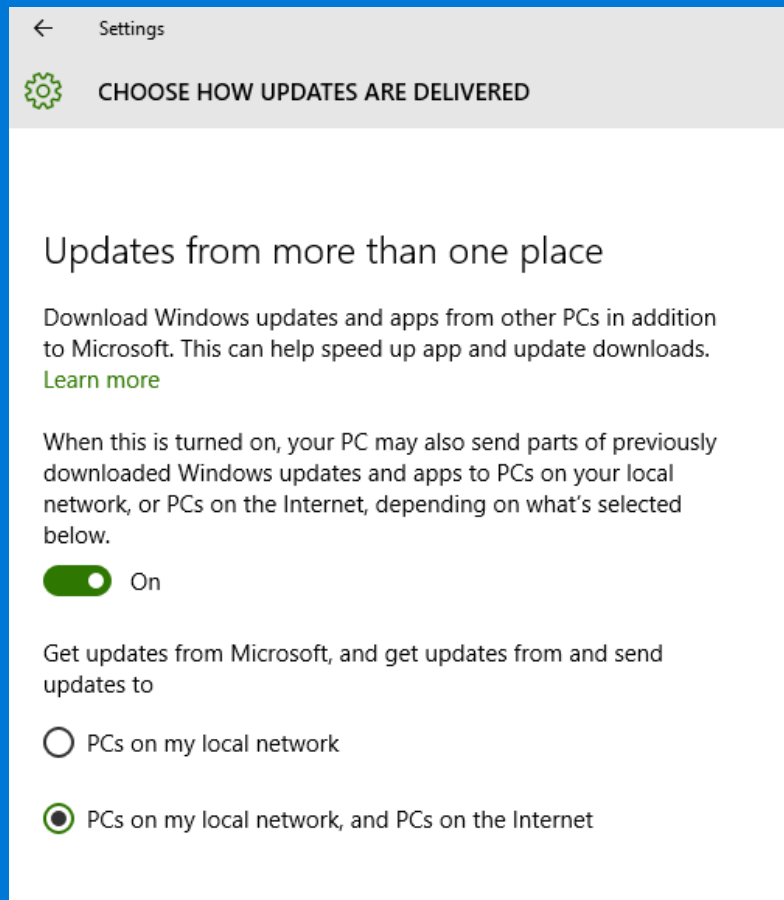 Settings
CHOOSE HOW UPDATES ARE DELIVERED
Updates from more than one place
Download Windows updates and apps from other PCs in addition
to Microsoft. This can help speed up app and update downloads.
Learn more
When this is turned on, your PC may also send parts of previously
downloaded Windows updates and apps to PCs on your local
network, or PCs on the Internet, depending on what's selected
below.
On
Get updates from Microsoft, and get updates from and send
updates to
PCs on my local network
PCs on my local network, and PCs on the Internet